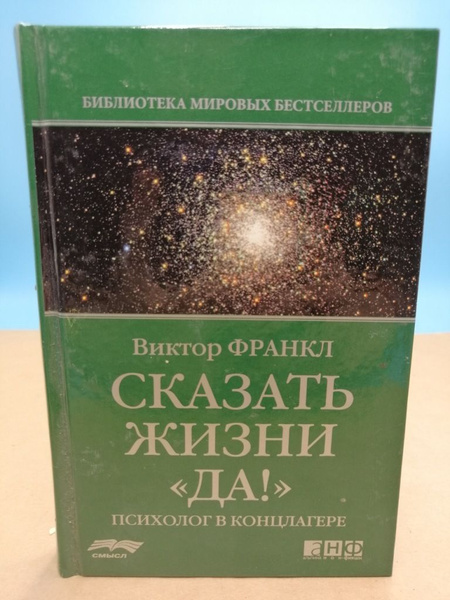 БИБЛИОТЕКА МИРОВЫХ БЕСТСЕЛЛЕРОВ
Виктор ФРАНКЛ
СКАЗАТЬ
ЖИЗНИ
«ДА!»
ПСИХОЛОГ В КОНЦЛАГЕРЕ
СМЫСЛ
АНФ